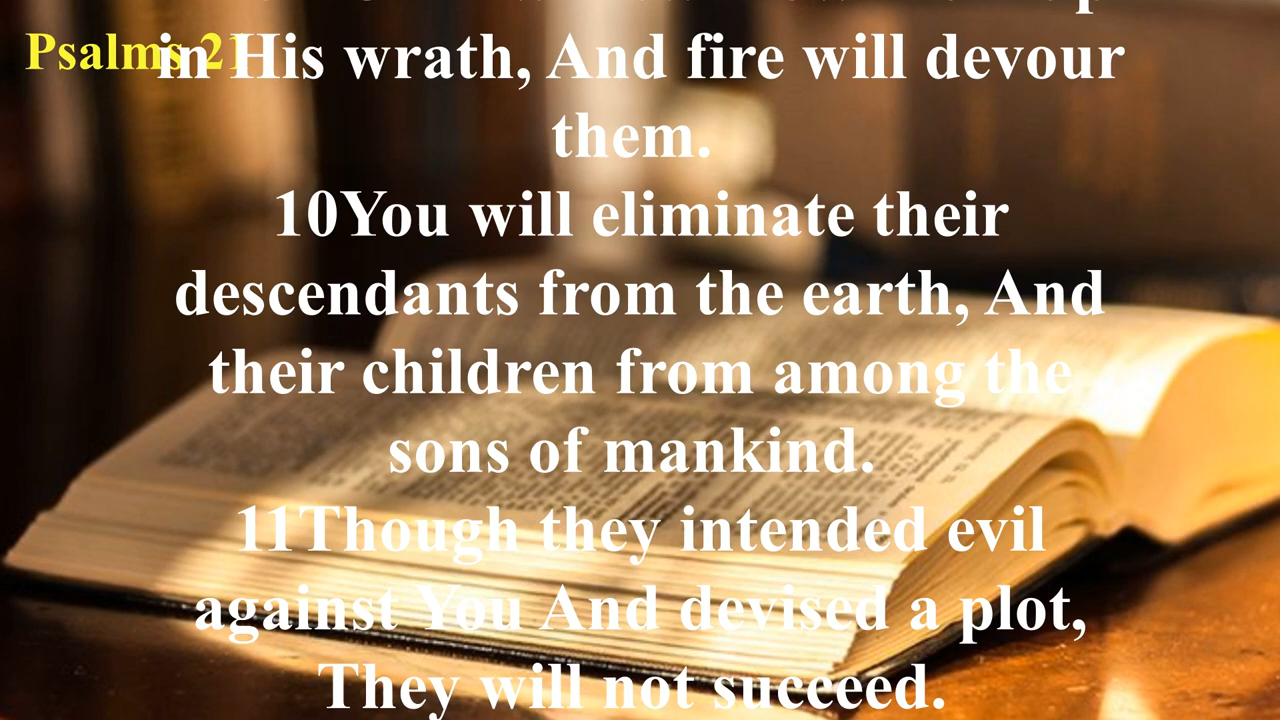 Psalms 21
in His wrath, And fire will devour
them.
10You will eliminate their
descendants from the earth, And
their children from among the
sons of mankind.
11Though they intended evil
against You And devised a plot,
They will not succeed.